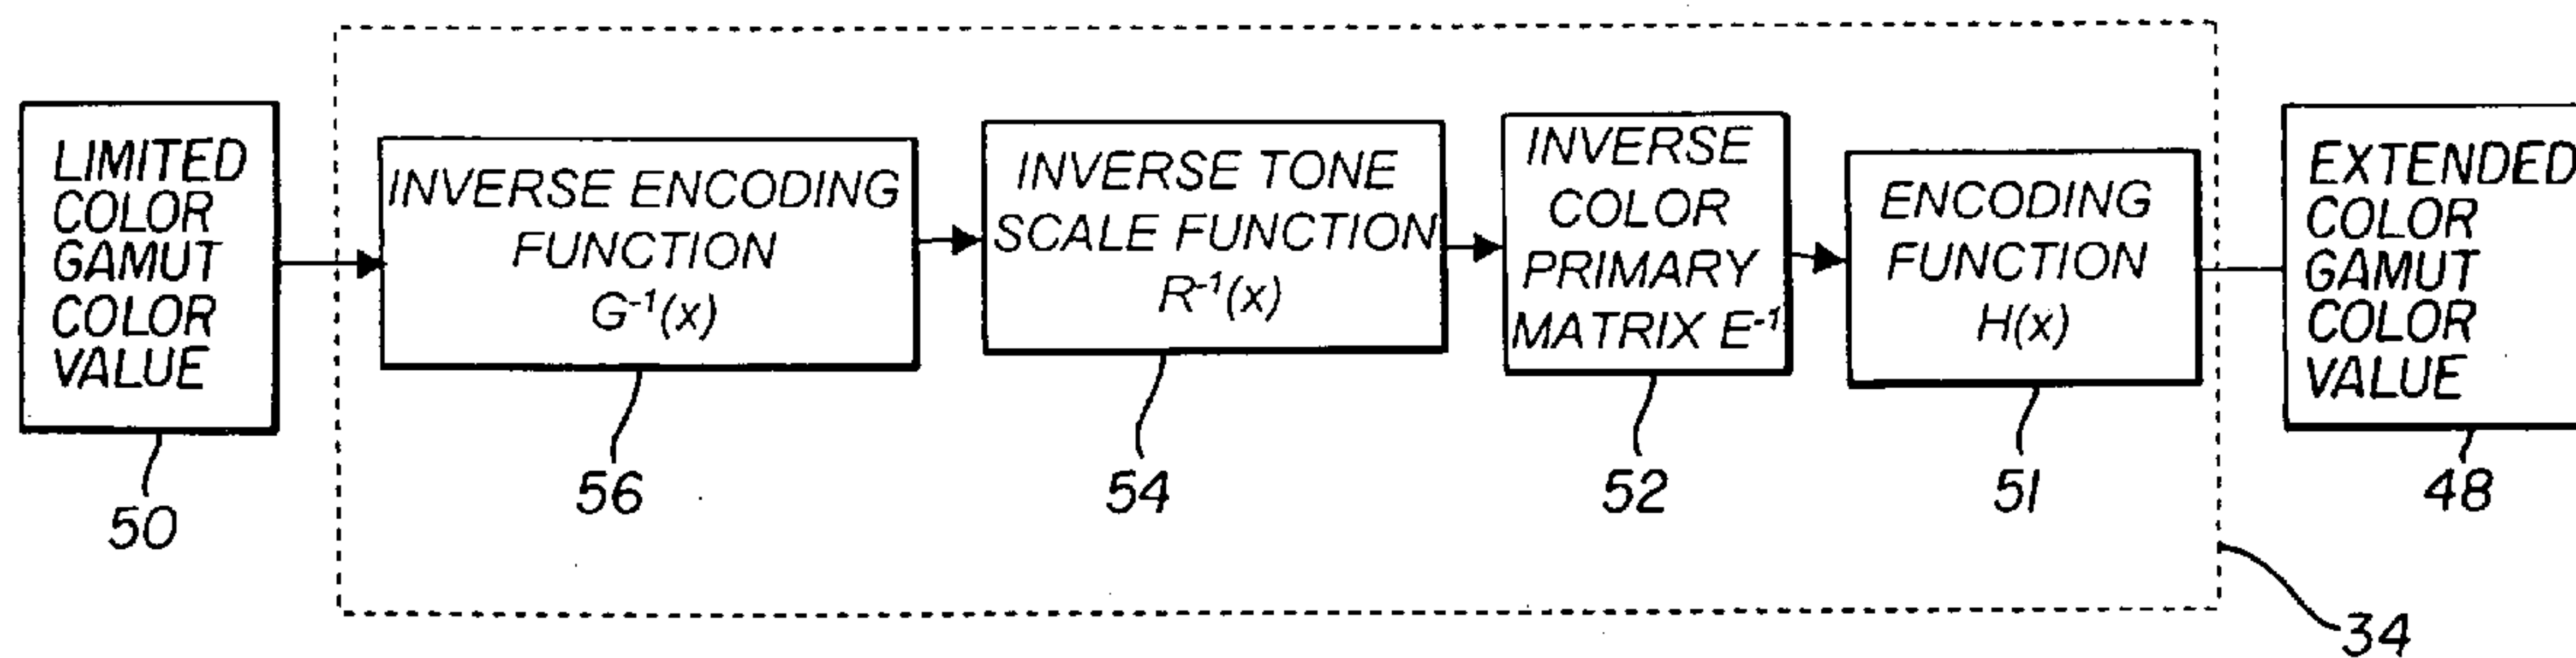 LIMITED
COLOR
GAMUT
COLOR
VALUE
50
INVERSE ENCODING
FUNCTION
G⁻¹(x)
56
INVERSE TONE
SCALE FUNCTION
R⁻¹(x)
54
INVERSE
COLOR
PRIMARY
MATRIX E⁻¹
52
ENCODING
FUNCTION
H(x)
51
EXTENDED
COLOR
GAMUT
COLOR
VALUE
48
34